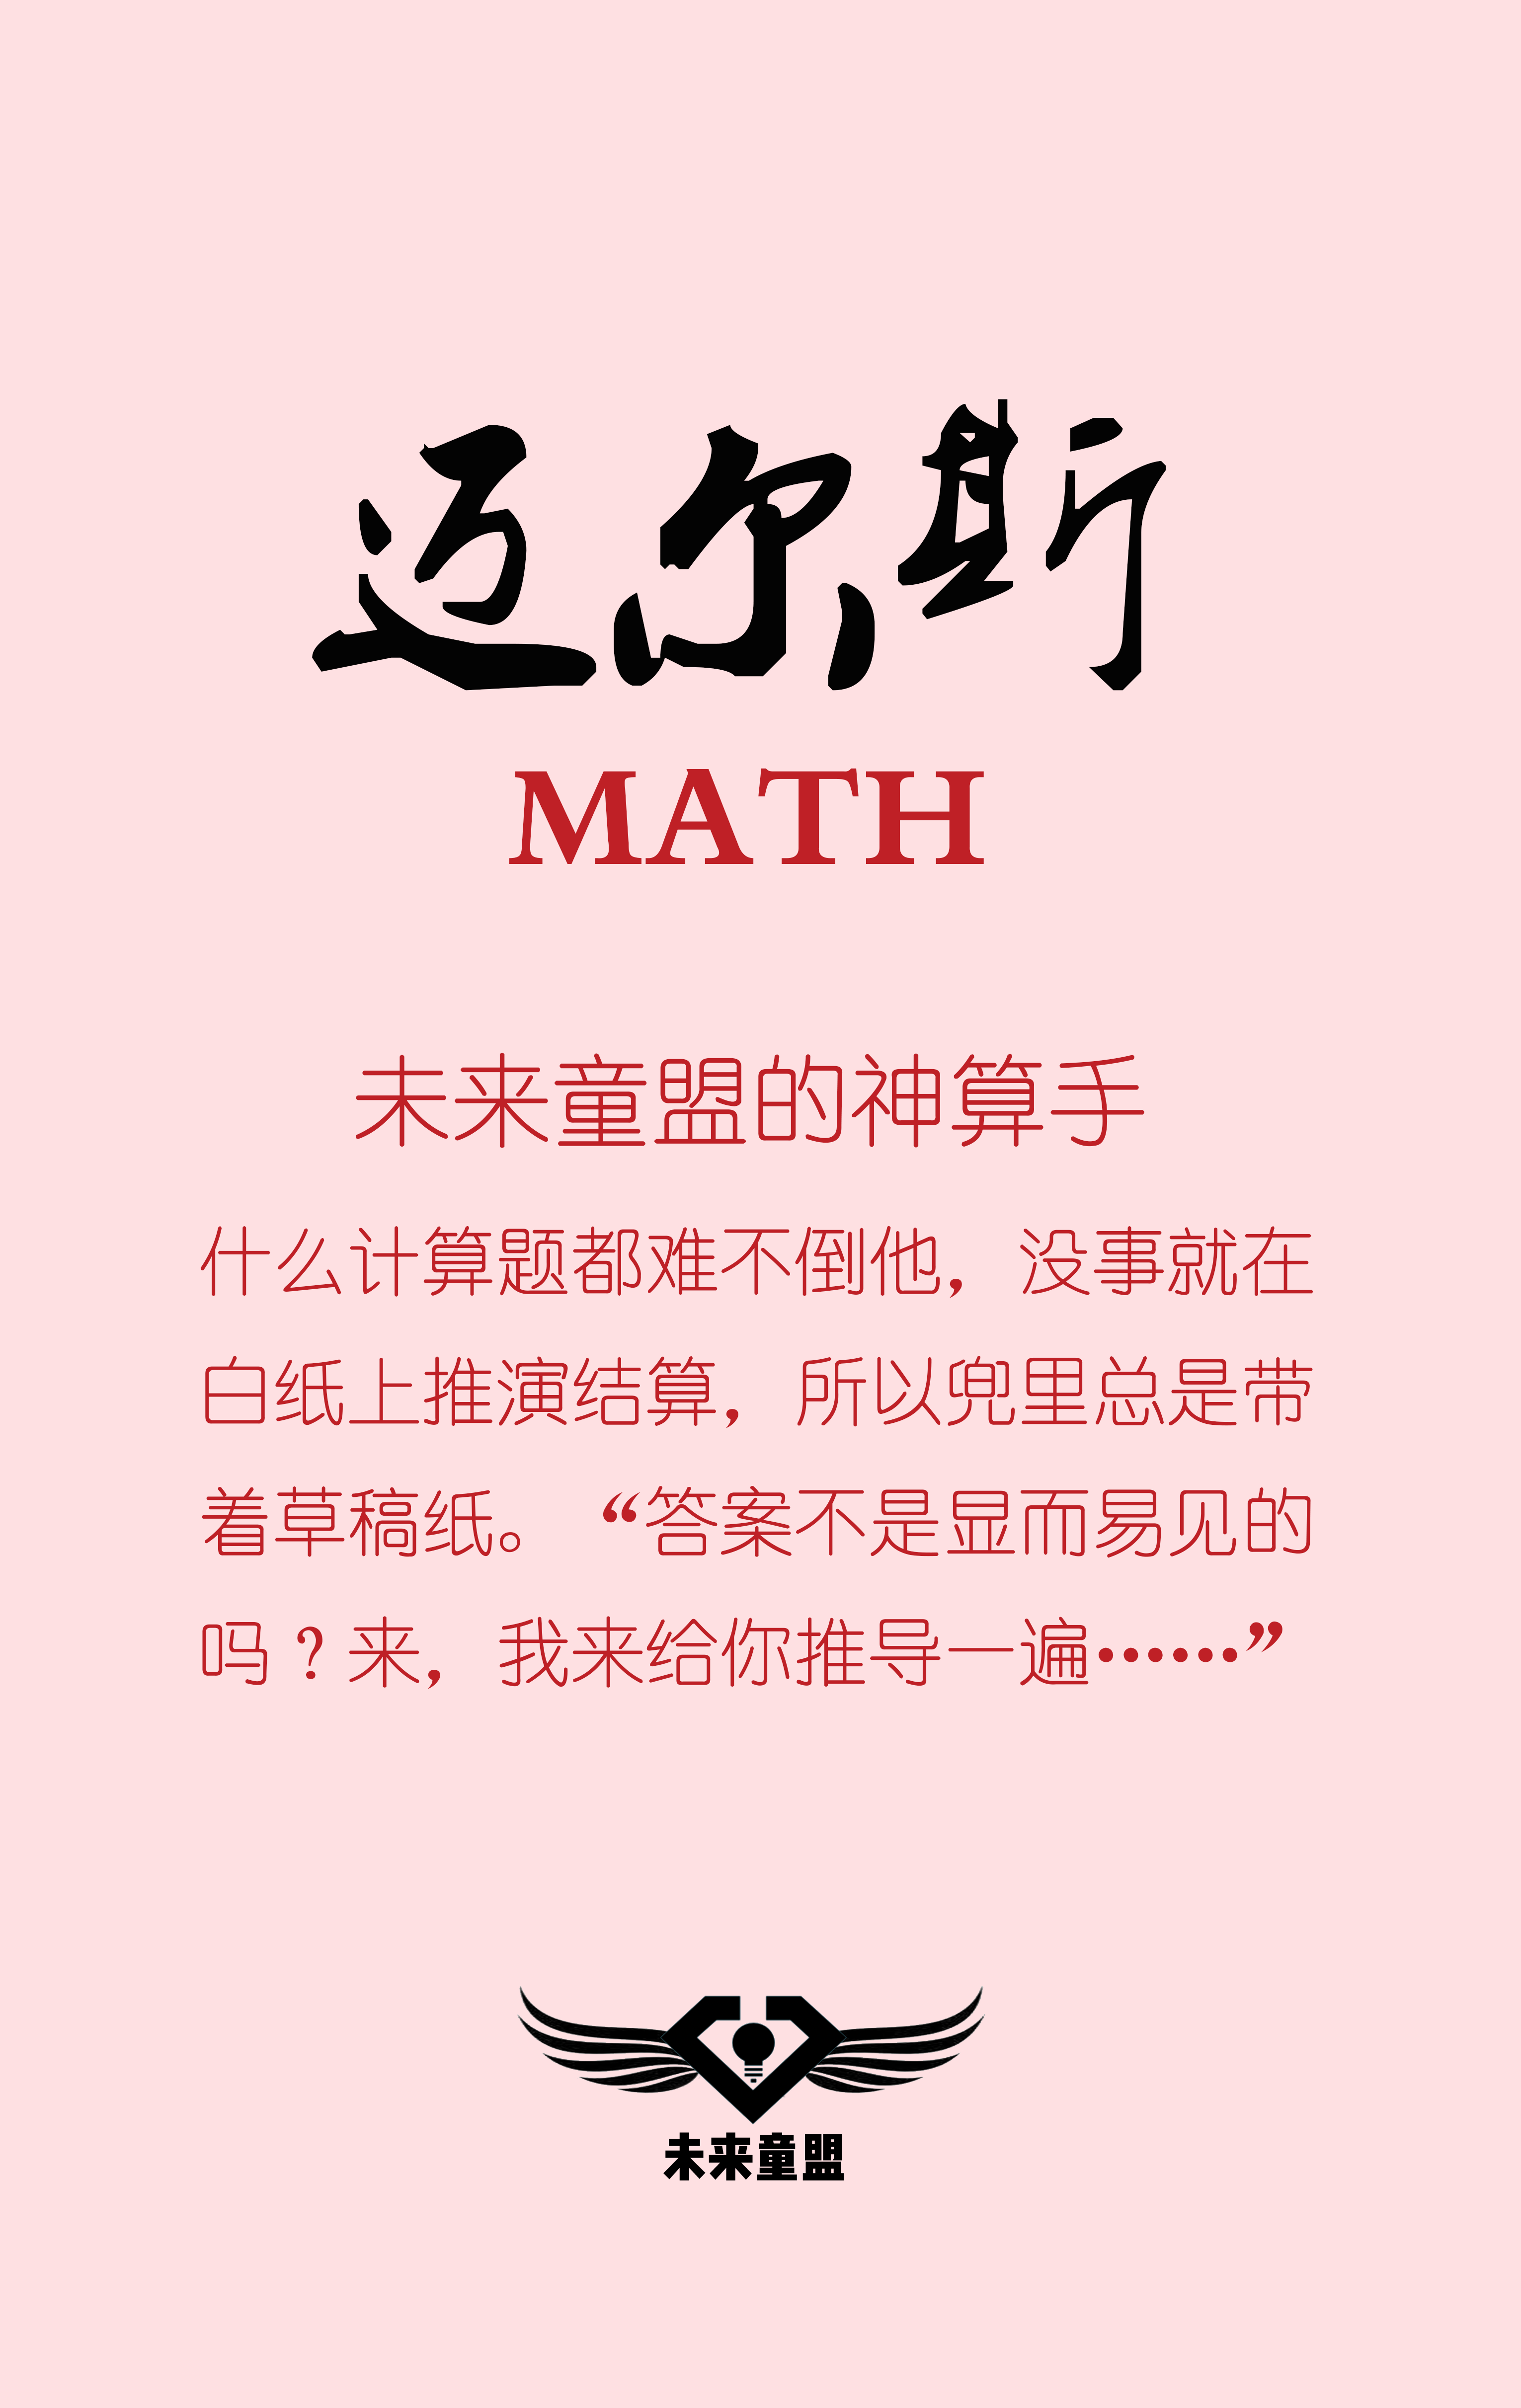 迈尔斯
MATH
未来童盟的神算手
什么计算题都难不倒他，没事就在
白纸上推演结算，所以兜里总是带
着草稿纸。“答案不是显而易见的
吗？来，我来给你推导一遍……”
未来童盟